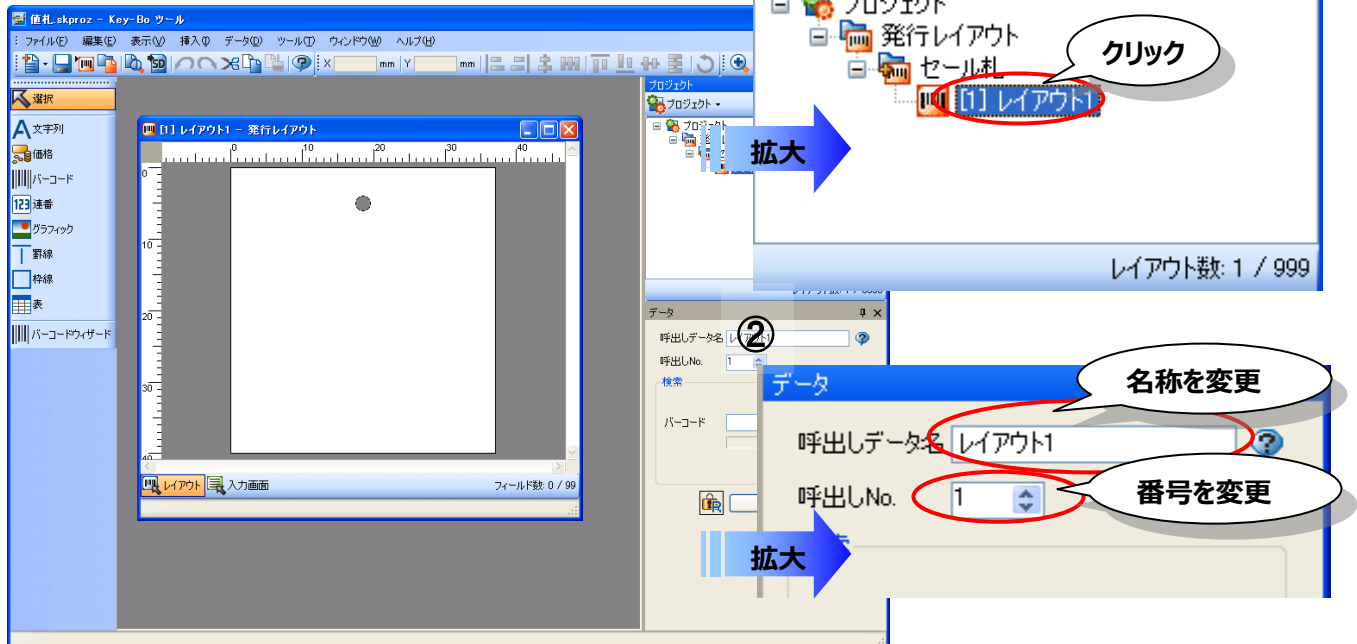 値札.skproz - Key-Bo ツール
ファイル(F) 編集(E) 表示(V) 挿入(I) データ(D) ツール(T) ウィンドウ(W) ヘルプ(H)
X mm Y mm
選択
文字列
価格
バーコード
連番
グラフィック
罫線
枠線
表
バーコードウィザード
[1] レイアウト1 - 発行レイアウト
0 10 20 30 40
0
10
20
30
40
レイアウト 入力画面 フィールド数: 0 / 99
プロジェクト
プロジェクト
拡大
プロジェクト
発行レイアウト
セール札
[1] レイアウト1
クリック
レイアウト数: 1 / 999
データ
呼出しデータ名 レイアウト1
②
呼出しNo. 1
検索
バーコード
拡大
データ
名称を変更
呼出しデータ名 レイアウト1
呼出しNo. 1
番号を変更